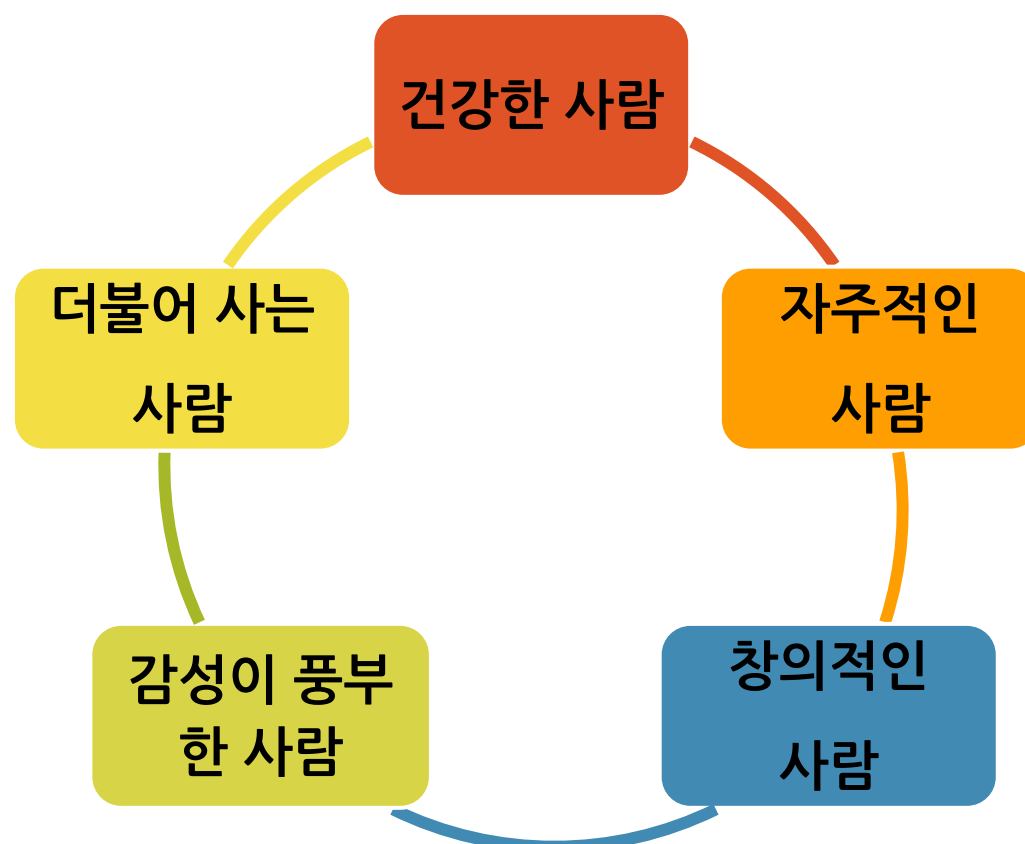 건강한 사람
자주적인
사람
창의적인
사람
감성이 풍부
한 사람
더불어 사는
사람